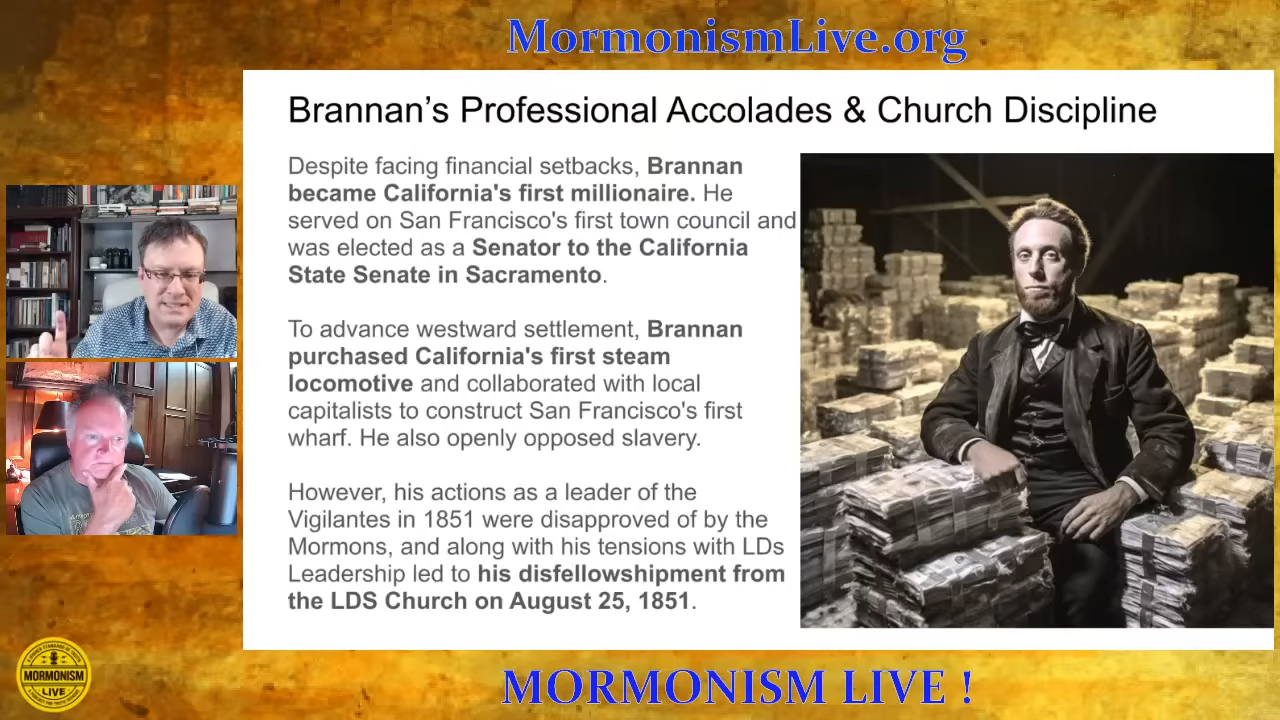 MormonismLive.org
Brannan’s Professional Accolades & Church Discipline
Despite facing financial setbacks, Brannan
became California's first millionaire. He
served on San Francisco's first town council and
was elected as a Senator to the California
State Senate in Sacramento.
To advance westward settlement, Brannan
purchased California's first steam
locomotive and collaborated with local
capitalists to construct San Francisco's first
wharf. He also openly opposed slavery.
However, his actions as a leader of the
Vigilantes in 1851 were disapproved of by the
Mormons, and along with his tensions with LDs
Leadership led to his disfellowshipment from
the LDS Church on August 25, 1851.
MORMONISM
LIVE
MORMONISM LIVE !